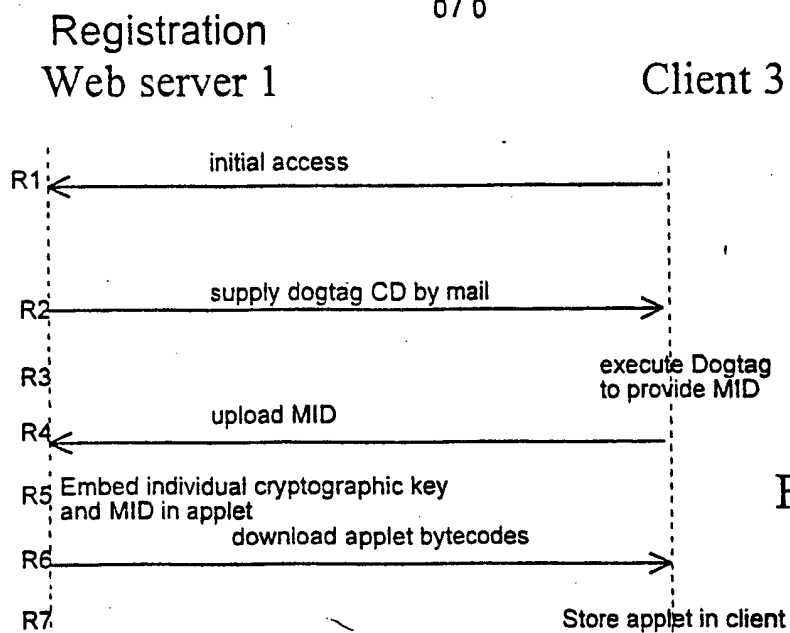 Registration
Web server 1
Client 3
R1
initial access
R2
supply dogtag CD by mail
R3
execute Dogtag
to provide MID
R4
upload MID
R5
Embed individual cryptographic key
and MID in applet
R6
download applet bytecodes
R7
Store applet in client